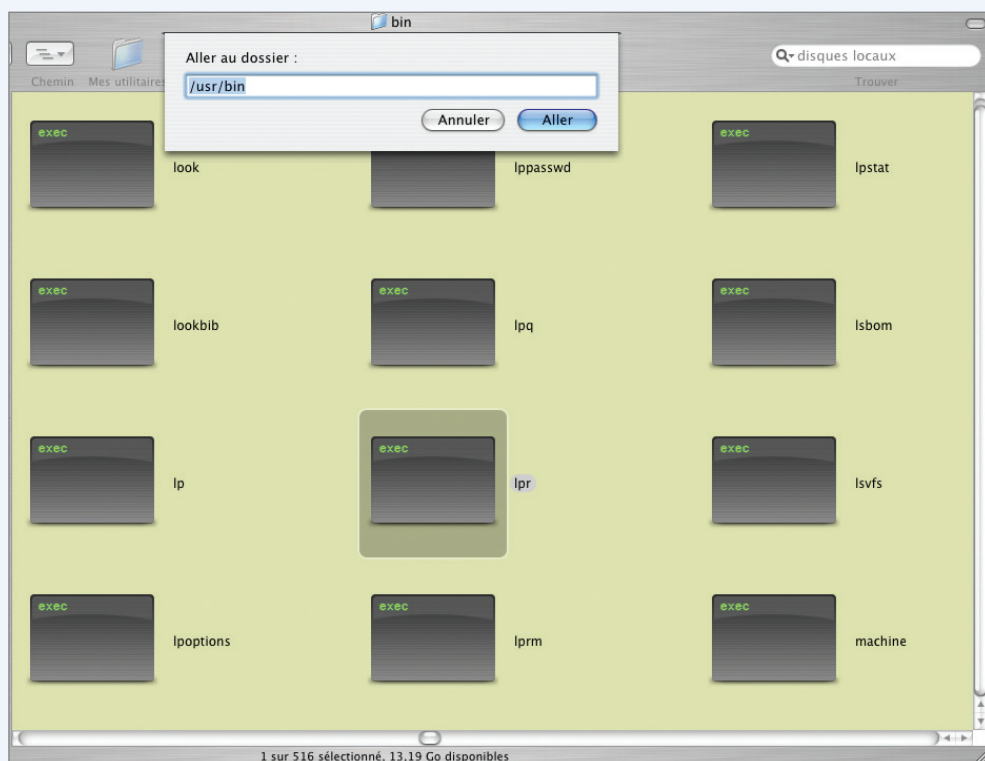 bin
Aller au dossier :
/usr/bin
Annuler
Aller
Chemin
Mes utilitaires
disques locaux
Trouver
exec
look
lppasswd
exec
lpstat
exec
lookbib
exec
lpq
exec
lsbom
exec
lp
exec
lpr
exec
lsvfs
exec
lpoptions
exec
lprm
exec
machine
1 sur 516 sélectionné, 13,19 Go disponibles